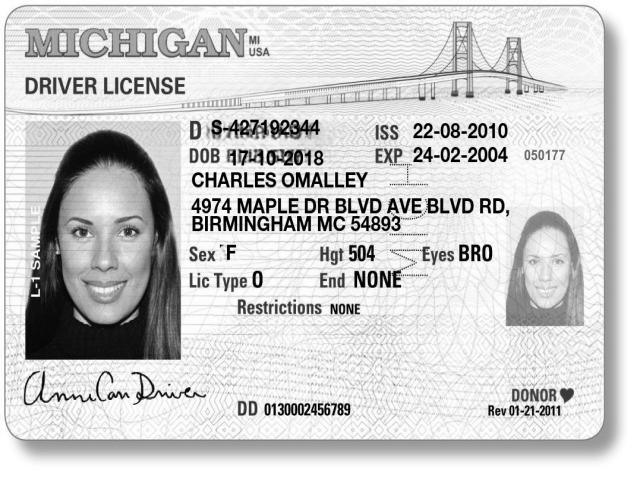 MICHIGAN MI USA
DRIVER LICENSE
D S-427192344 ISS 22-08-2010
DOB 17-10-2018 EXP 24-02-2004 050177
CHARLES OMALLEY
4974 MAPLE DR BLVD AVE BLVD RD,
BIRMINGHAM MC 54893
Sex F Hgt 504 Eyes BRO
Lic Type O End NONE
Restrictions NONE
L-1 SAMPLE
Anni Can Driver
DD 0130002456789
DONOR
Rev 01-21-2011